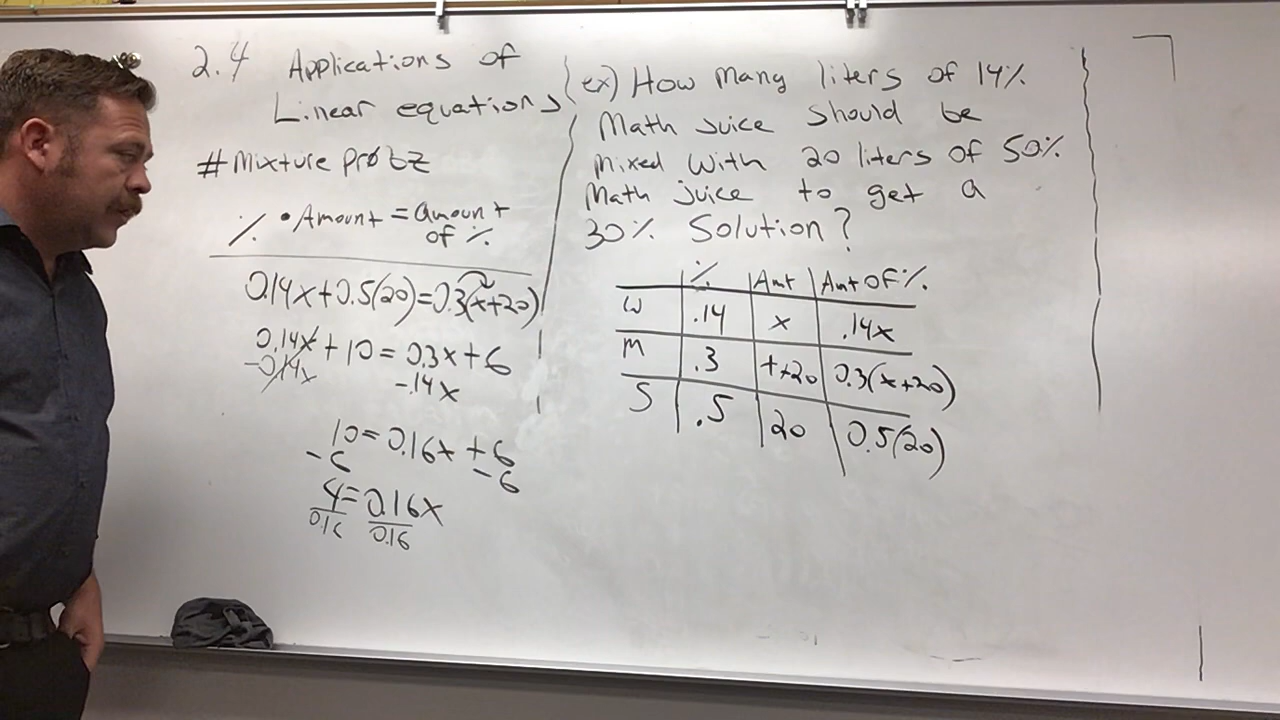 2.4 Applications of
Linear equations
# Mixture probz
% • Amount = amount
of %
0.14x+0.5(20)=0.3(x+20)
0.14x + 10 = 0.3x + 6
-0.14x -.14x
10 = 0.16x + 6
-6 -6
4 = 0.16x
0.16 0.16
ex) How many liters of 14%
Math juice should be
mixed with 20 liters of 50%
Math juice to get a
30% Solution?
% Amt Amt of %
W .14 x .14x
M .3 x+20 0.3(x+20)
S .5 20 0.5(20)